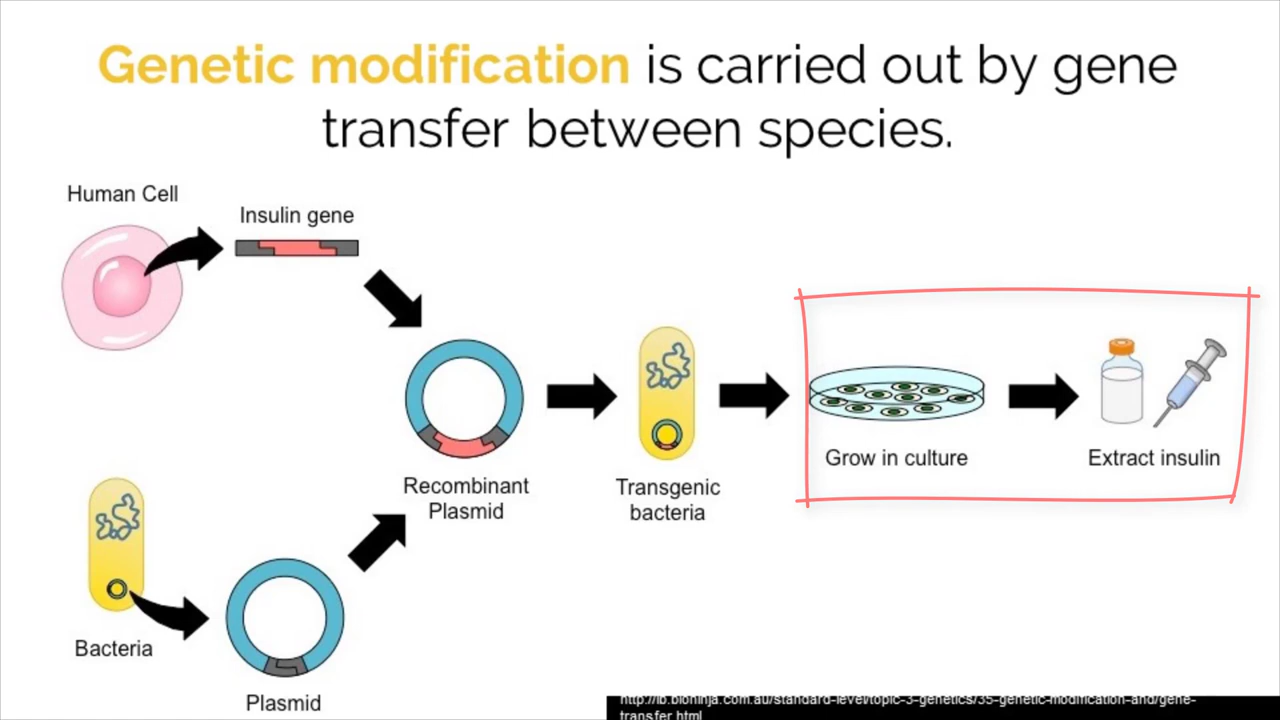 Genetic modification is carried out by gene
transfer between species.
Human Cell
Insulin gene
Recombinant
Plasmid
Transgenic
bacteria
Grow in culture
Extract insulin
Bacteria
Plasmid
http://ib.bioninja.com.au/standard-level/topic-3-genetics/35-genetic-modification-and/gene-
transfer.html